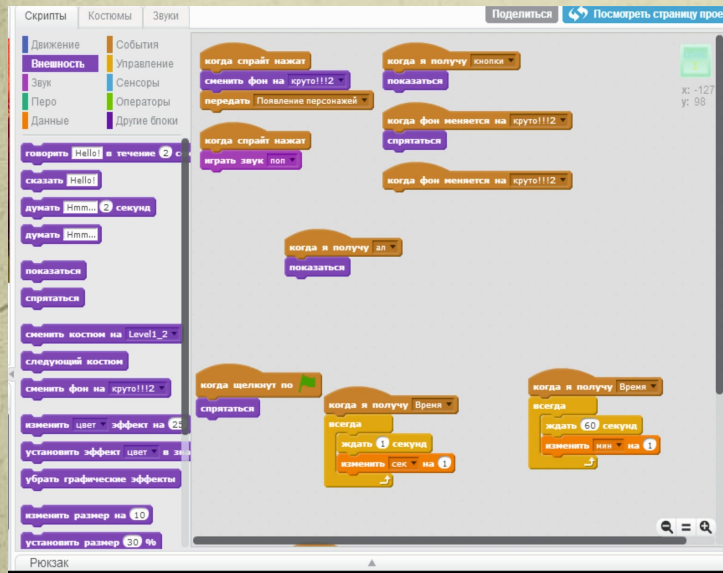 Скрипты Костюмы Звуки
Поделиться Посмотреть страницу прое
Движение События
Внешность Управление
Звук Сенсоры
Перо Операторы
Данные Другие блоки
говорить Hello! в течение 2 с
сказать Hello!
думать Hmm... 2 секунд
думать Hmm...
показаться
спрятаться
сменить костюм на Level1_2
следующий костюм
сменить фон на круто!!!2
изменить цвет эффект на 25
установить эффект цвет в зна
убрать графические эффекты
изменить размер на 10
установить размер 30 %
когда спрайт нажат
сменить фон на круто!!!2
передать Появление персонажей
когда спрайт нажат
играть звук поп
когда я получу кнопки
показаться
когда фон меняется на круто!!!2
спрятаться
когда фон меняется на круто!!!2
x: -127
y: 98
когда я получу ал
показаться
когда щелкнут по
спрятаться
когда я получу Время
всегда
ждать 1 секунд
изменить сек на 1
когда я получу Время
всегда
ждать 60 секунд
изменить мин на 1
Рюкзак